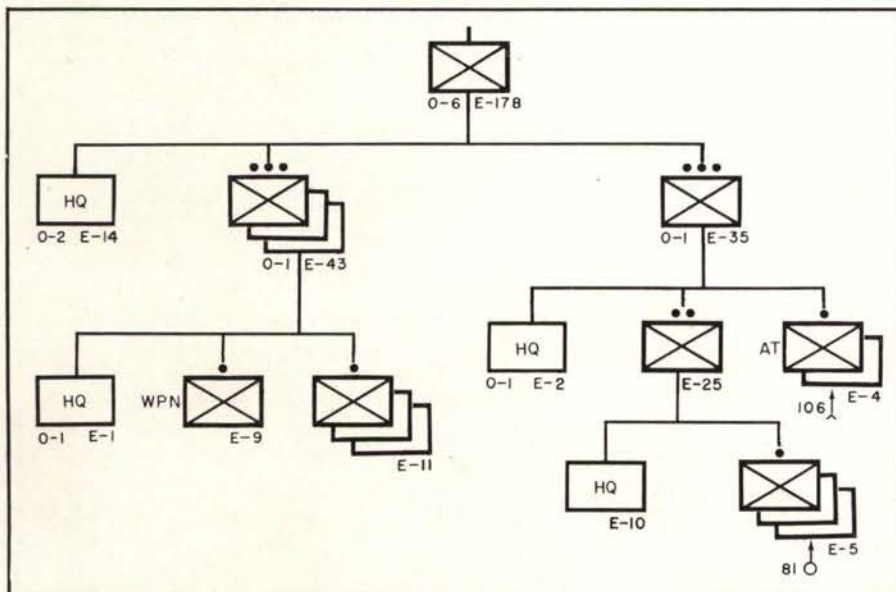 O-6 E-178
HQ
O-2 E-14
O-1 E-43
O-1 E-35
HQ
O-1 E-1
WPN
E-9
E-11
HQ
O-1 E-2
E-25
AT
E-4
106
HQ
E-10
E-5
81